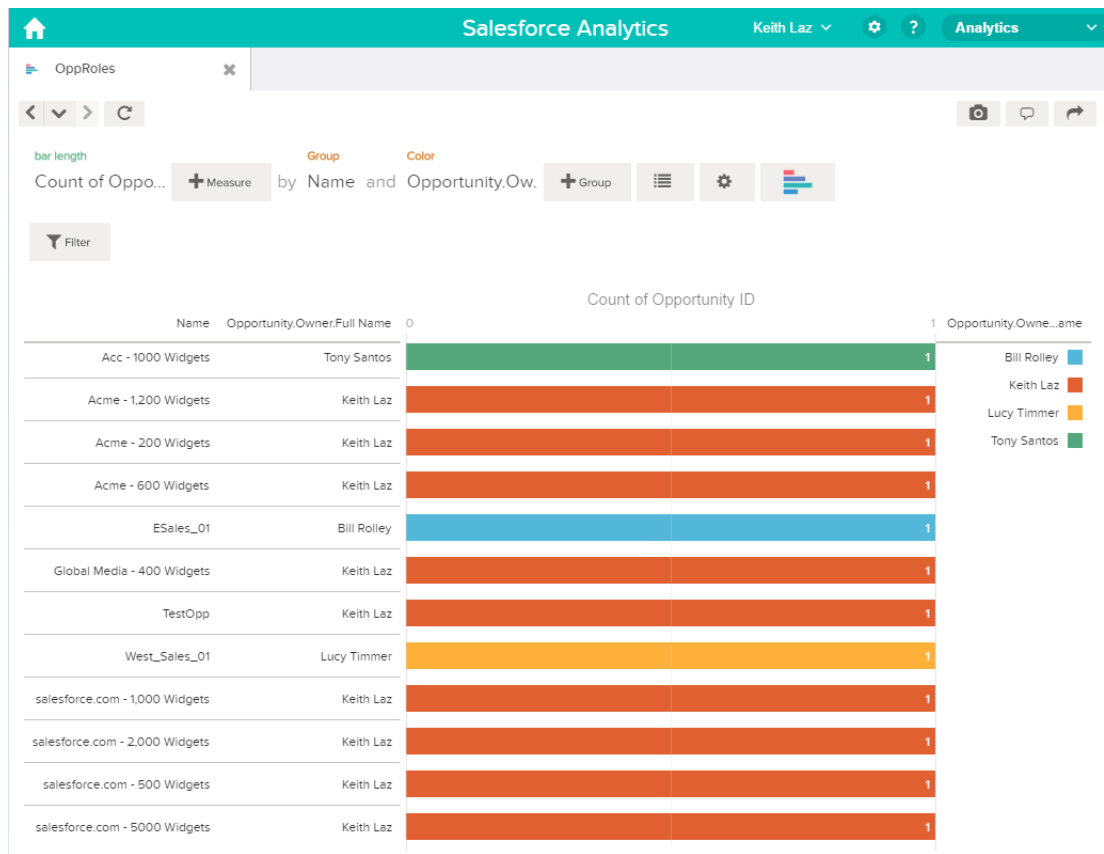 Salesforce Analytics Keith Laz ? Analytics
OppRoles
bar length Group Color
Count of Oppo... Measure by Name and Opportunity.Ow. Group
Filter
Count of Opportunity ID
Name Opportunity.Owner.Full Name 0 1 Opportunity.Owne...ame
Acc - 1000 Widgets Tony Santos 1 Bill Rolley
Keith Laz
Acme - 1,200 Widgets Keith Laz 1
Lucy Timmer
Acme - 200 Widgets Keith Laz 1 Tony Santos
Acme - 600 Widgets Keith Laz 1
ESales_01 Bill Rolley 1
Global Media - 400 Widgets Keith Laz 1
TestOpp Keith Laz 1
West_Sales_01 Lucy Timmer 1
salesforce.com - 1,000 Widgets Keith Laz 1
salesforce.com - 2,000 Widgets Keith Laz 1
salesforce.com - 500 Widgets Keith Laz 1
salesforce.com - 5000 Widgets Keith Laz 1